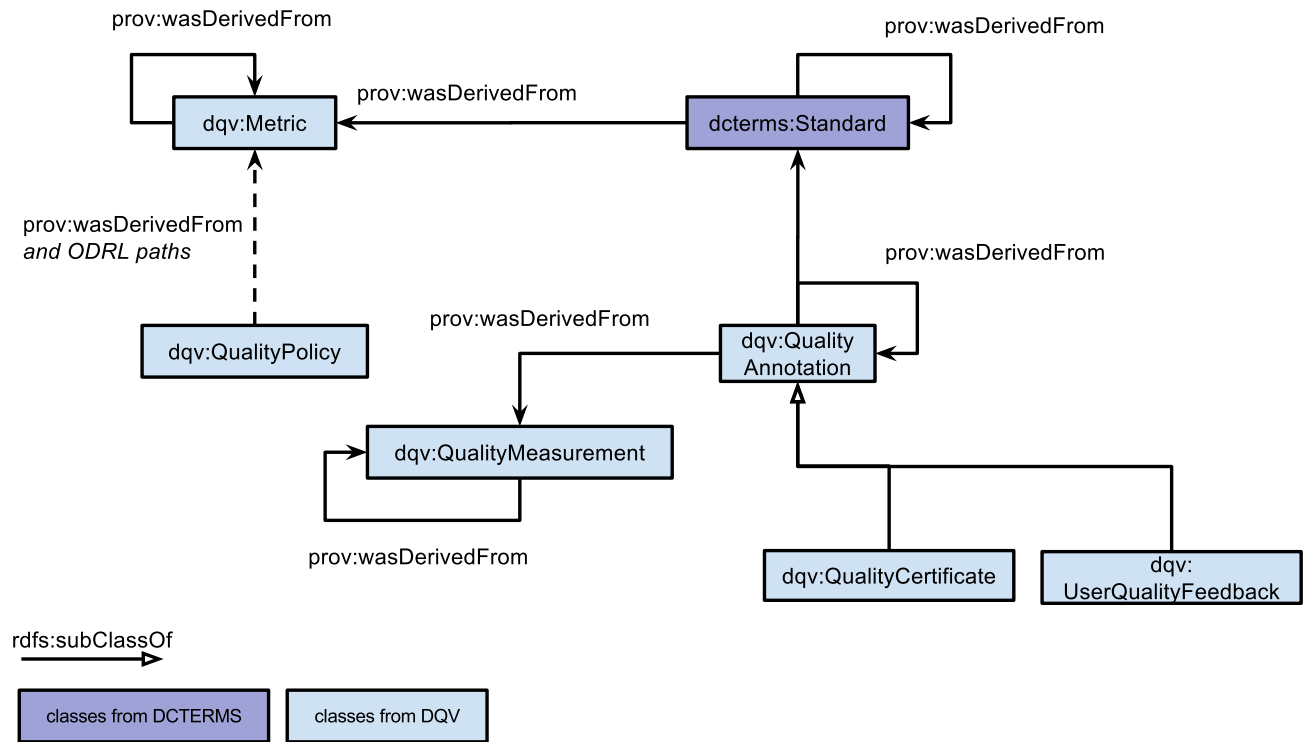 prov:wasDerivedFrom
prov:wasDerivedFrom
prov:wasDerivedFrom
dqv:Metric
dcterms:Standard
prov:wasDerivedFrom
and ODRL paths
prov:wasDerivedFrom
prov:wasDerivedFrom
dqv:QualityPolicy
dqv:Quality
Annotation
dqv:QualityMeasurement
prov:wasDerivedFrom
dqv:QualityCertificate
dqv:
UserQualityFeedback
rdfs:subClassOf
classes from DCTERMS
classes from DQV